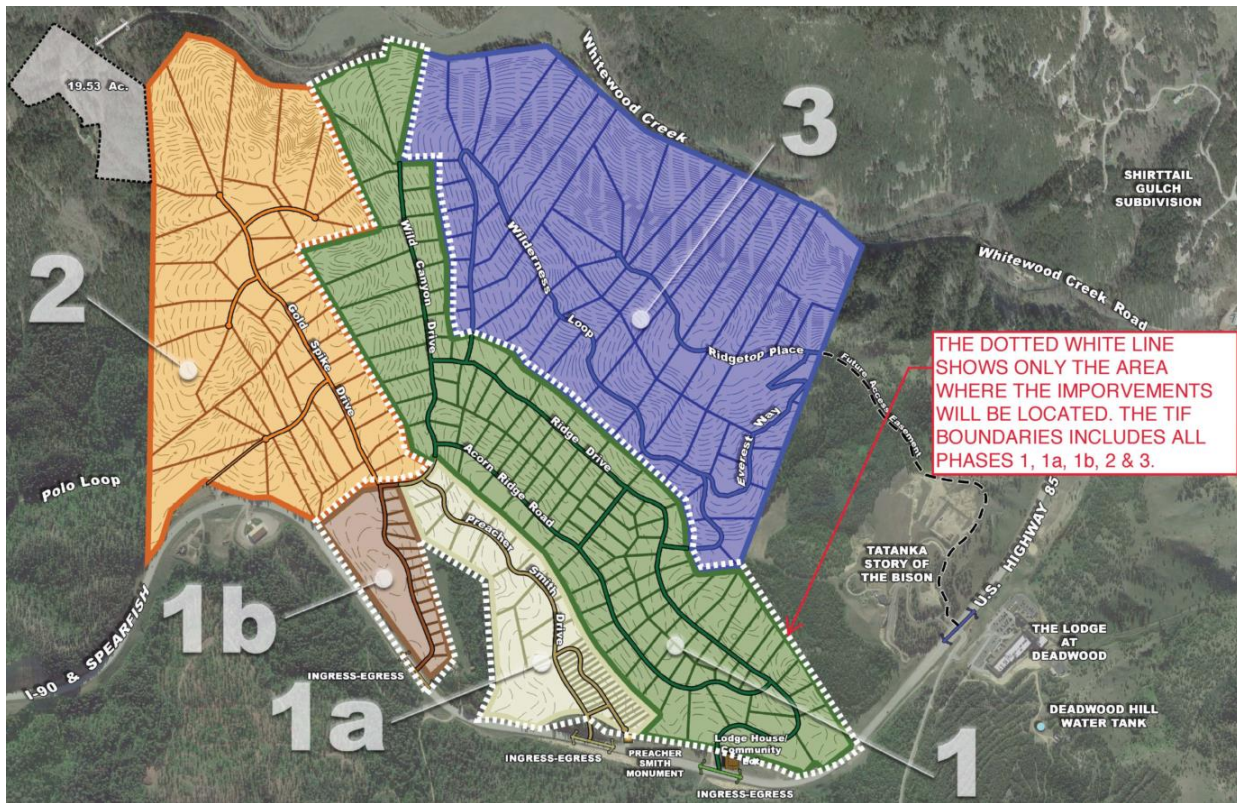 19.53 Ac.
Whitewood Creek
3
SHIRTTAIL
GULCH
SUBDIVISION
Wild Canyon Drive
Wilderness Loop
2
Whitewood Creek Road
Gold Spike Drive
Ridgetop Place
Future Access Easement
THE DOTTED WHITE LINE
SHOWS ONLY THE AREA
WHERE THE IMPORVEMENTS
WILL BE LOCATED. THE TIF
BOUNDARIES INCLUDES ALL
PHASES 1, 1a, 1b, 2 & 3.
Everest Way
Ridge Drive
Acorn Ridge Road
Polo Loop
Preacher Smith Drive
TATANKA
STORY OF
THE BISON
U.S. HIGHWAY 85
1b
I-90 & SPEARFISH
THE LODGE
AT
DEADWOOD
INGRESS-EGRESS
1a
DEADWOOD HILL
WATER TANK
1
Lodge House/
Community
INGRESS-EGRESS
PREACHER
SMITH
MONUMENT
INGRESS-EGRESS